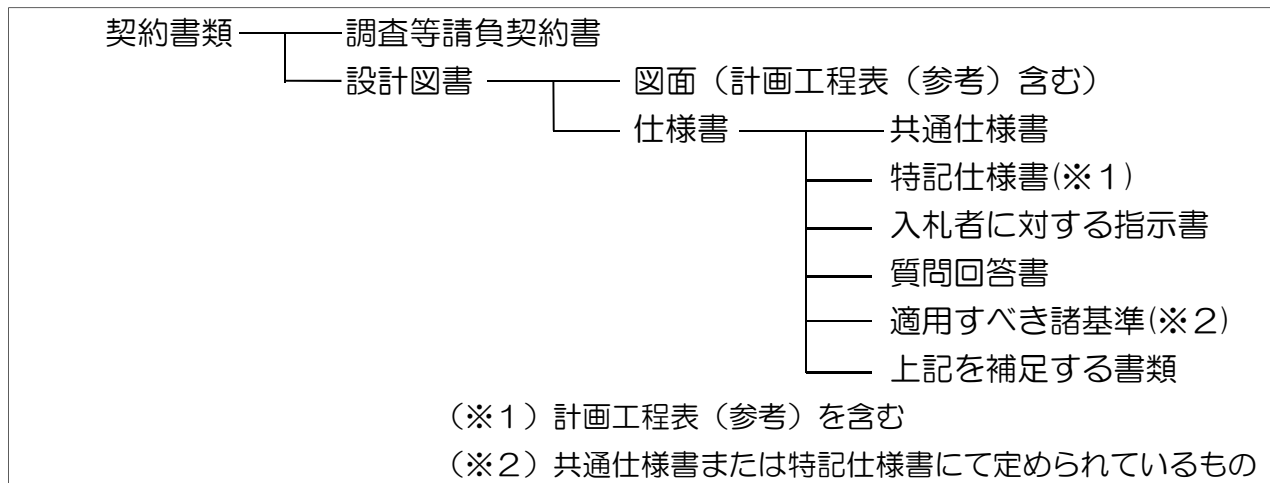 契約書類 調査等請負契約書
設計図書 図面（計画工程表（参考）含む）
仕様書 共通仕様書
特記仕様書(※１)
入札者に対する指示書
質問回答書
適用すべき諸基準(※２)
上記を補足する書類
（※１）計画工程表（参考）を含む
（※２）共通仕様書または特記仕様書にて定められているもの